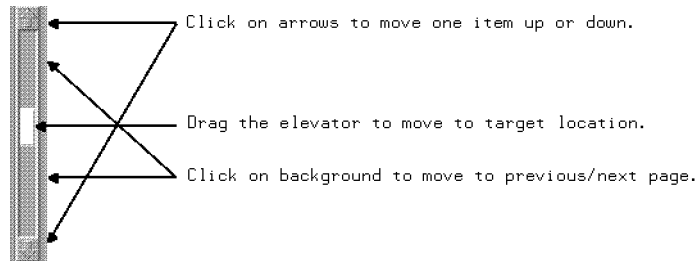 Click on arrows to move one item up or down.
Drag the elevator to move to target location.
Click on background to move to previous/next page.